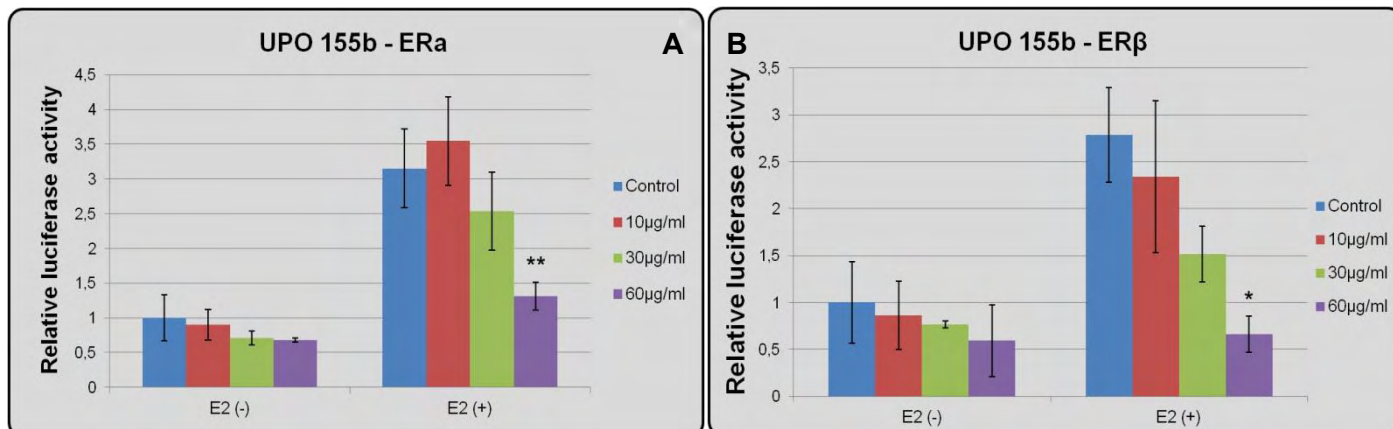 UPO 155b - ERa
A
Relative luciferase activity
4,5
4
3,5
3
2,5
2
1,5
1
0,5
0
**
E2 (-)
E2 (+)
Control
10µg/ml
30µg/ml
60µg/ml
B
UPO 155b - ERβ
Relative luciferase activity
3,5
3
2,5
2
1,5
1
0,5
0
*
E2 (-)
E2 (+)
Control
10µg/ml
30µg/ml
60µg/ml